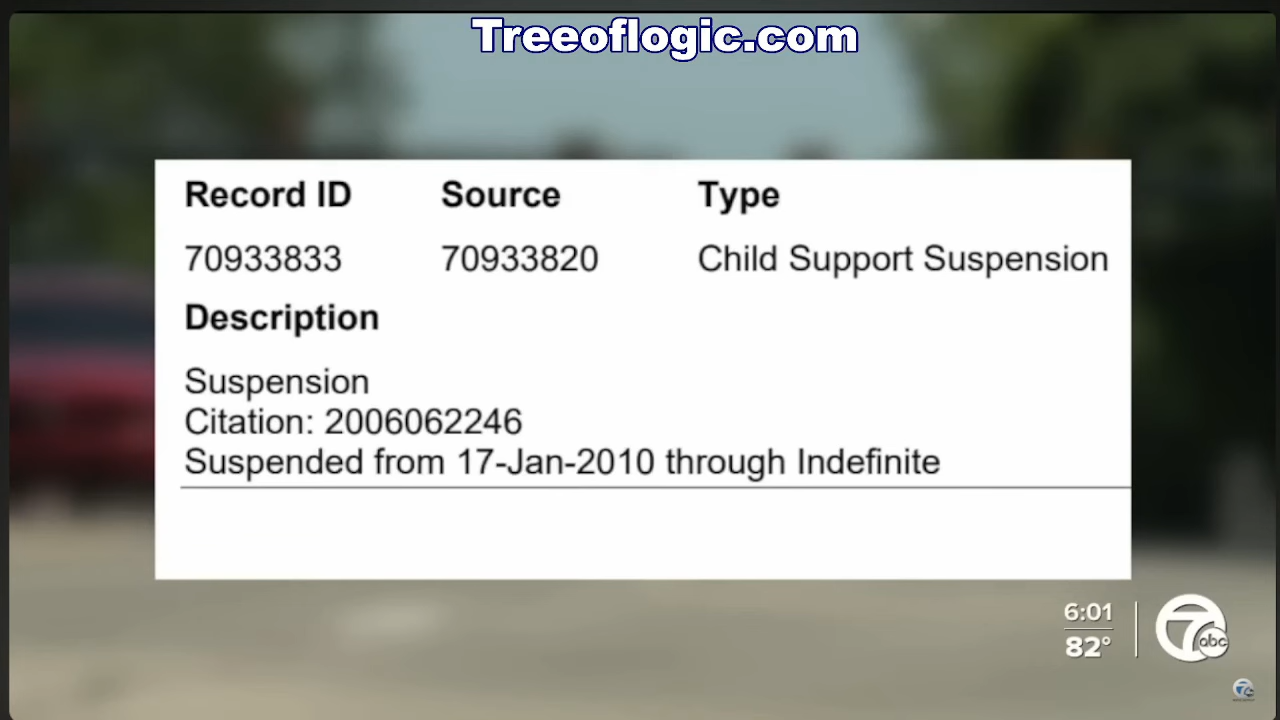 Treeoflogic.com
Record ID Source Type
70933833 70933820 Child Support Suspension
Description
Suspension
Citation: 2006062246
Suspended from 17-Jan-2010 through Indefinite
6:01
82°
7 abc
7